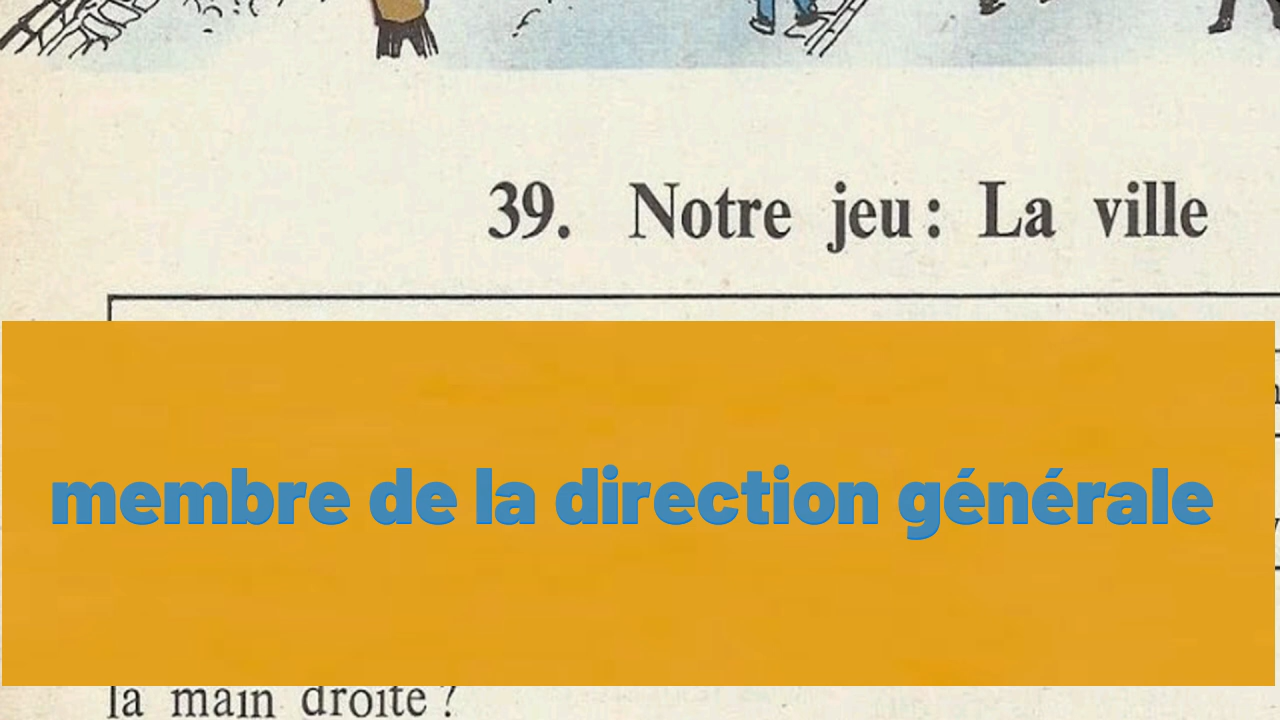 39. Notre jeu: La ville
membre de la direction générale
la main droite?